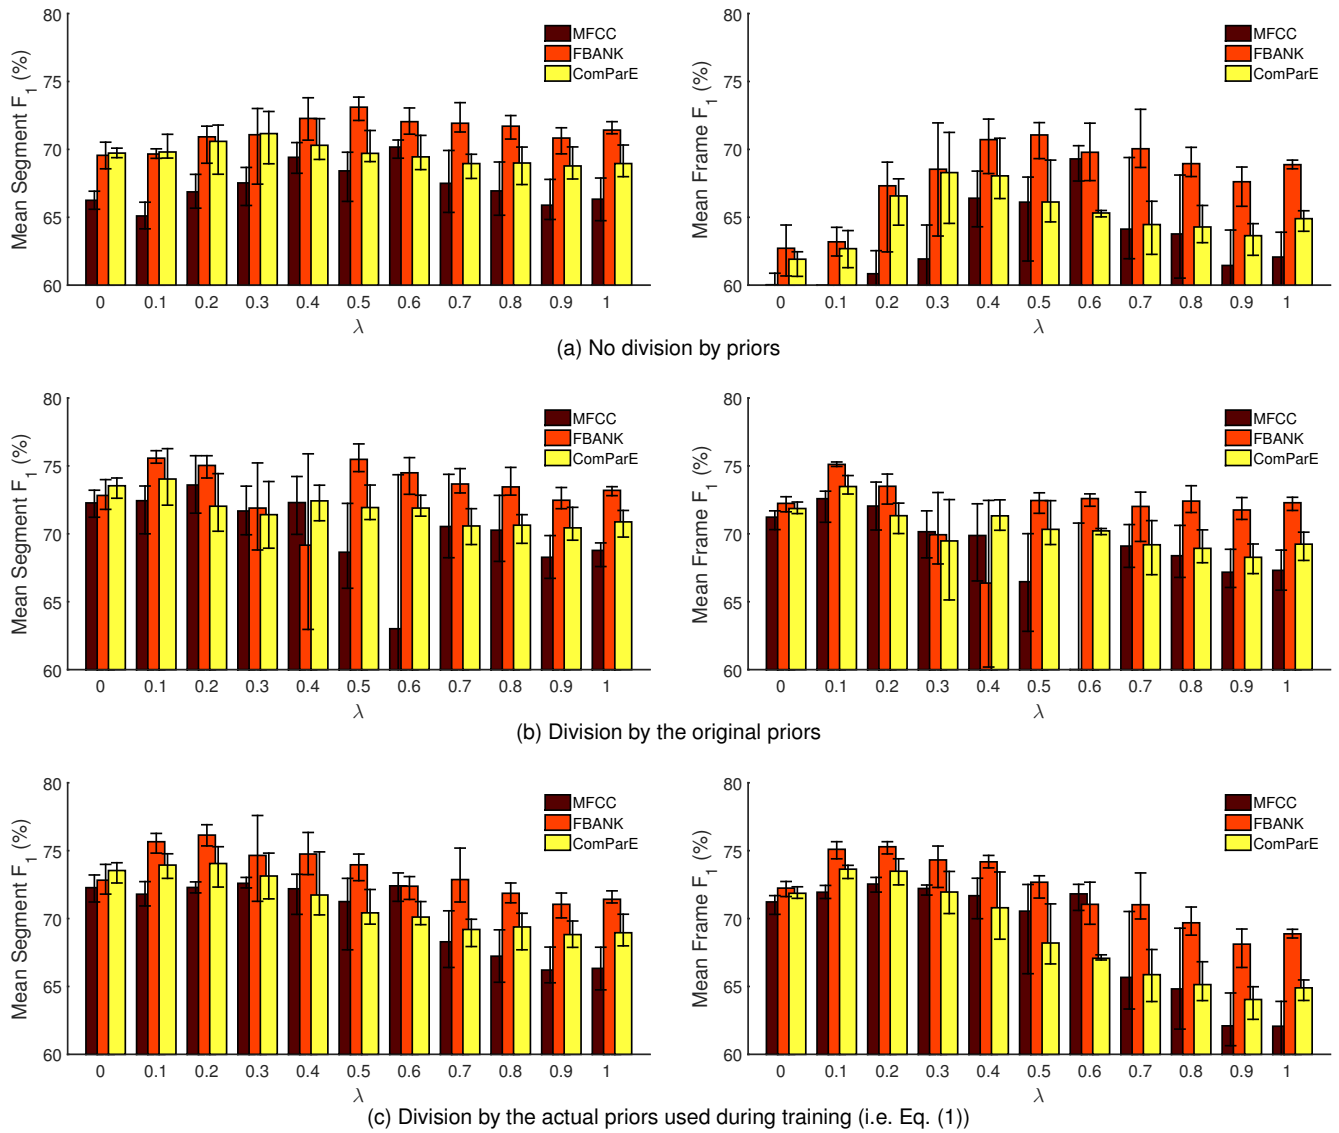 80
75
70
65
60
Mean Segment F1 (%)
MFCC
FBANK
ComParE
0 0.1 0.2 0.3 0.4 0.5 0.6 0.7 0.8 0.9 1
λ
80
75
70
65
60
Mean Frame F1 (%)
MFCC
FBANK
ComParE
0 0.1 0.2 0.3 0.4 0.5 0.6 0.7 0.8 0.9 1
λ
(a) No division by priors
80
75
70
65
60
Mean Segment F1 (%)
MFCC
FBANK
ComParE
0 0.1 0.2 0.3 0.4 0.5 0.6 0.7 0.8 0.9 1
λ
80
75
70
65
60
Mean Frame F1 (%)
MFCC
FBANK
ComParE
0 0.1 0.2 0.3 0.4 0.5 0.6 0.7 0.8 0.9 1
λ
(b) Division by the original priors
80
75
70
65
60
Mean Segment F1 (%)
MFCC
FBANK
ComParE
0 0.1 0.2 0.3 0.4 0.5 0.6 0.7 0.8 0.9 1
λ
80
75
70
65
60
Mean Frame F1 (%)
MFCC
FBANK
ComParE
0 0.1 0.2 0.3 0.4 0.5 0.6 0.7 0.8 0.9 1
λ
(c) Division by the actual priors used during training (i.e. Eq. (1))